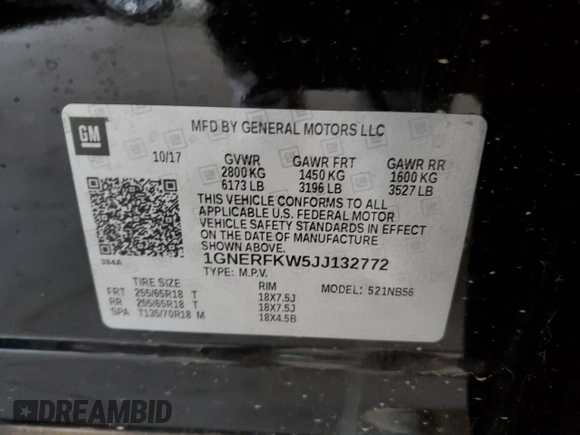 GM
MFD BY GENERAL MOTORS LLC
10/17 GVWR GAWR FRT GAWR RR
2800 KG 1450 KG 1600 KG
6173 LB 3196 LB 3527 LB
THIS VEHICLE CONFORMS TO ALL
APPLICABLE U.S. FEDERAL MOTOR
VEHICLE SAFETY STANDARDS IN EFFECT
ON THE DATE OF MANUFACTURE
SHOWN ABOVE.
384A 1GNERFKW5JJ132772
TYPE: M.P.V.
TIRE SIZE RIM MODEL: 521NB56
FRT 255/65R18 T 18X7.5J
RR 255/65R18 T 18X7.5J
SPA T135/70R18 M 18X4.5B
DREAMBID